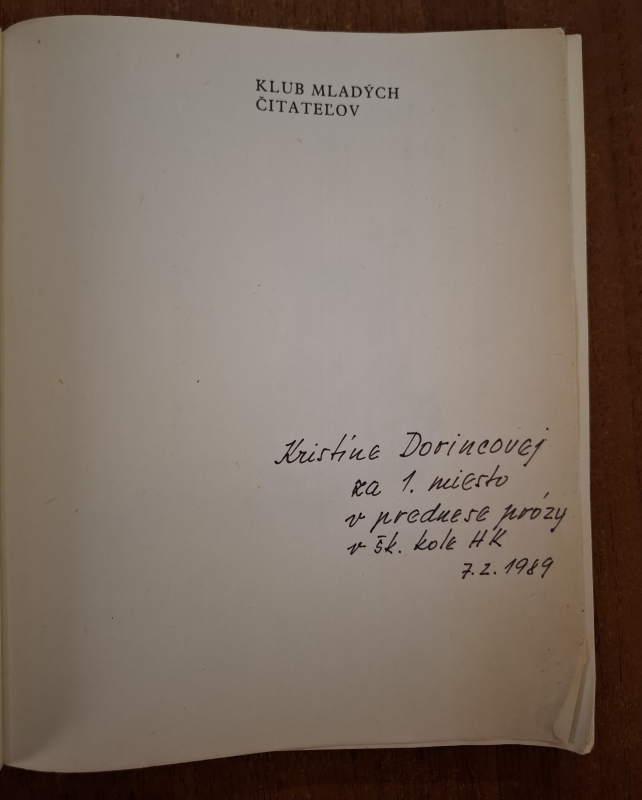 KLUB MLADÝCH
ČITATEĽOV
Kristíne Dorincovej
za 1. miesto
v prednese prózy
v šk. kole HK
7.2.1989